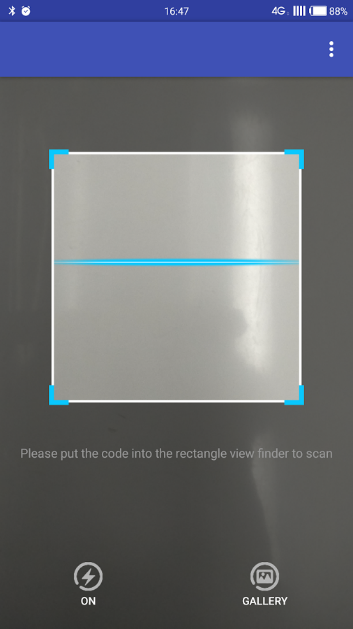 16:47 4G 88%
Please put the code into the rectangle view finder to scan
ON GALLERY